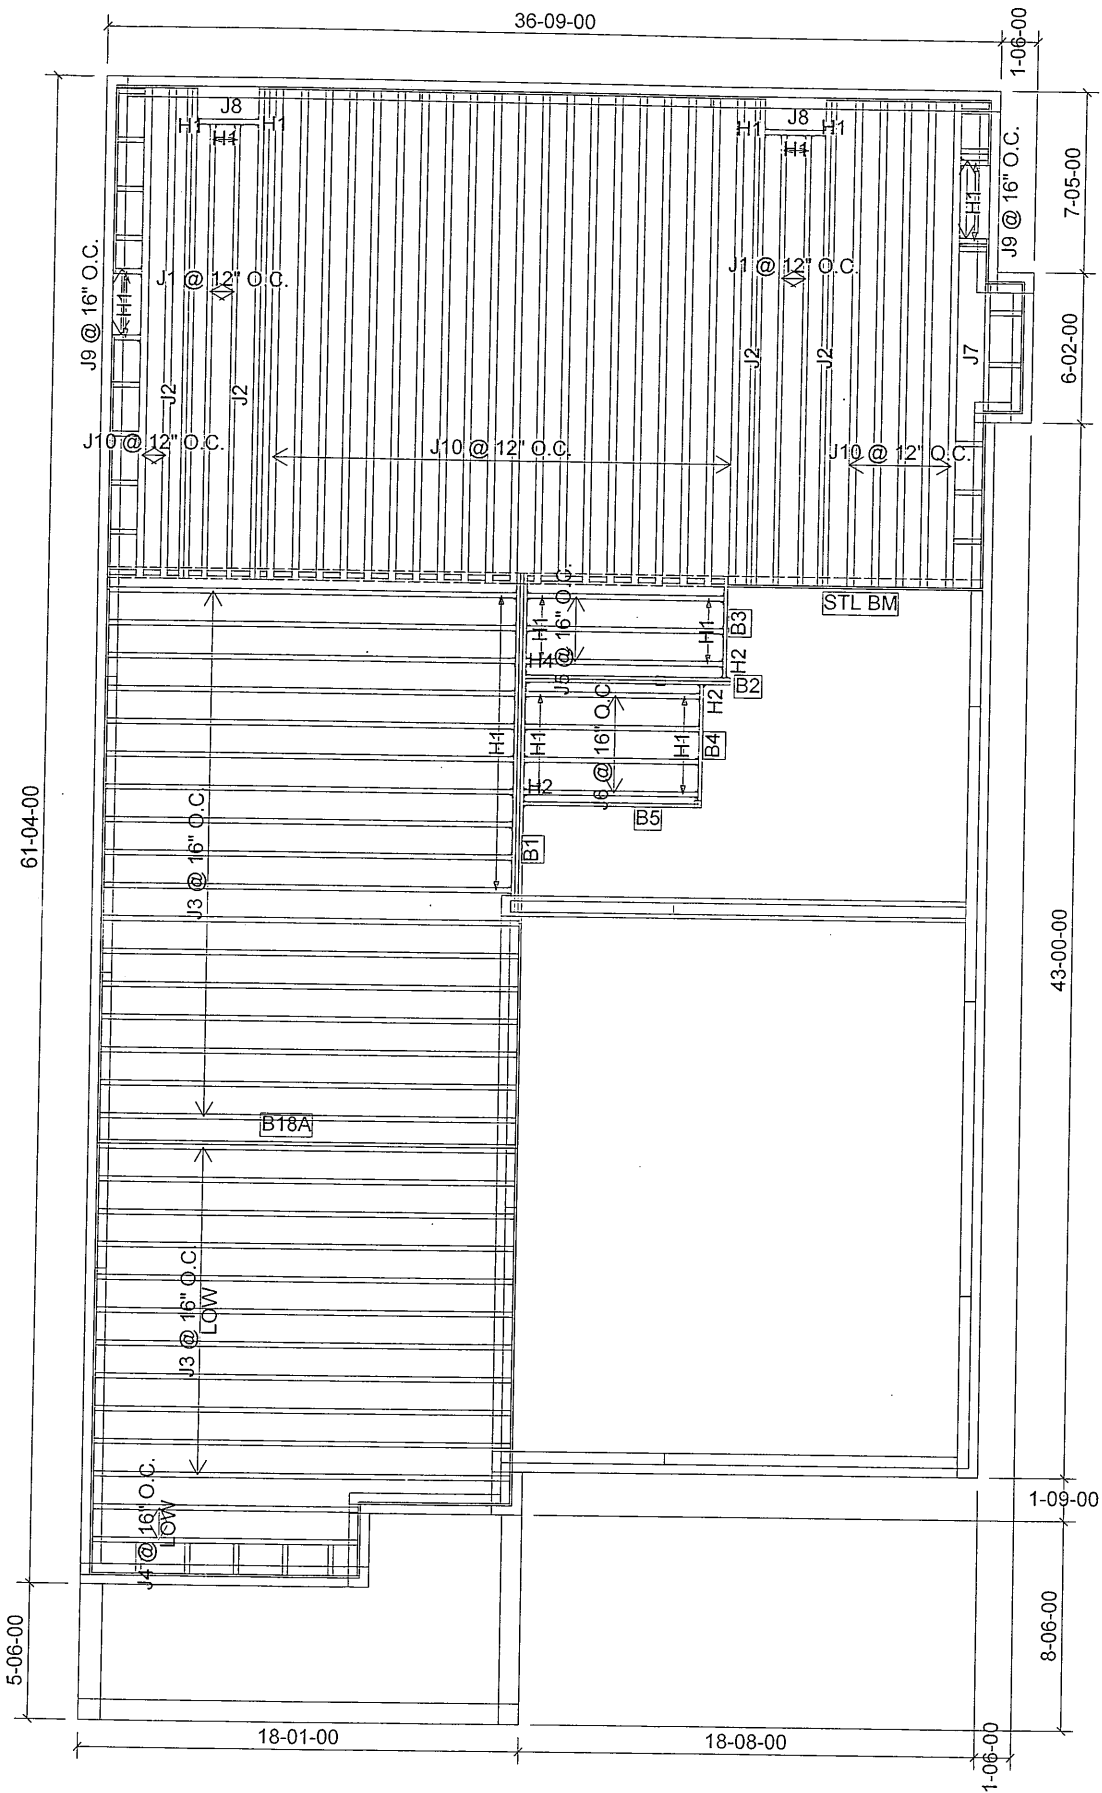 36-09-00
1-06-00
J8
H1
H1
H1
J8
H1
H1
H1
H1
J9 @ 16" O.C.
7-05-00
J9 @ 16" O.C.
H1
J1 @ 12" O.C.
J1 @ 12" O.C.
J2
J2
J2
J2
J7
6-02-00
J10 @ 12" O.C.
J10 @ 12" O.C.
J10 @ 12" O.C.
STL BM
H1
J5 @ 16" O.C.
H1
B3
H4
H2
B2
H2
H1
H1
J6 @ 16" O.C.
H1
B4
H2
B5
B1
J3 @ 16" O.C.
61-04-00
43-00-00
B18A
J3 @ 16" O.C.
LOW
J4 @ 16" O.C.
LOW
1-09-00
5-06-00
8-06-00
18-01-00
18-08-00
1-06-00